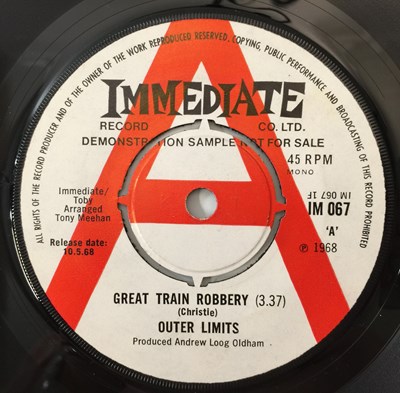 ALL RIGHTS OF THE RECORD PRODUCER AND OF THE OWNER OF THE WORK REPRODUCED RESERVED, COPYING, PUBLIC PERFORMANCE AND BROADCASTING OF THIS RECORD PROHIBITED
IMMEDIATE
RECORD CO. LTD.
DEMONSTRATION SAMPLE NOT FOR SALE
45 RPM
MONO
Immediate/
Toby
Arranged
Tony Meehan
IM 067 1F
IM 067
'A'
Release date:
10.5.68
℗ 1968
A
GREAT TRAIN ROBBERY (3.37)
(Christie)
OUTER LIMITS
Produced Andrew Loog Oldham